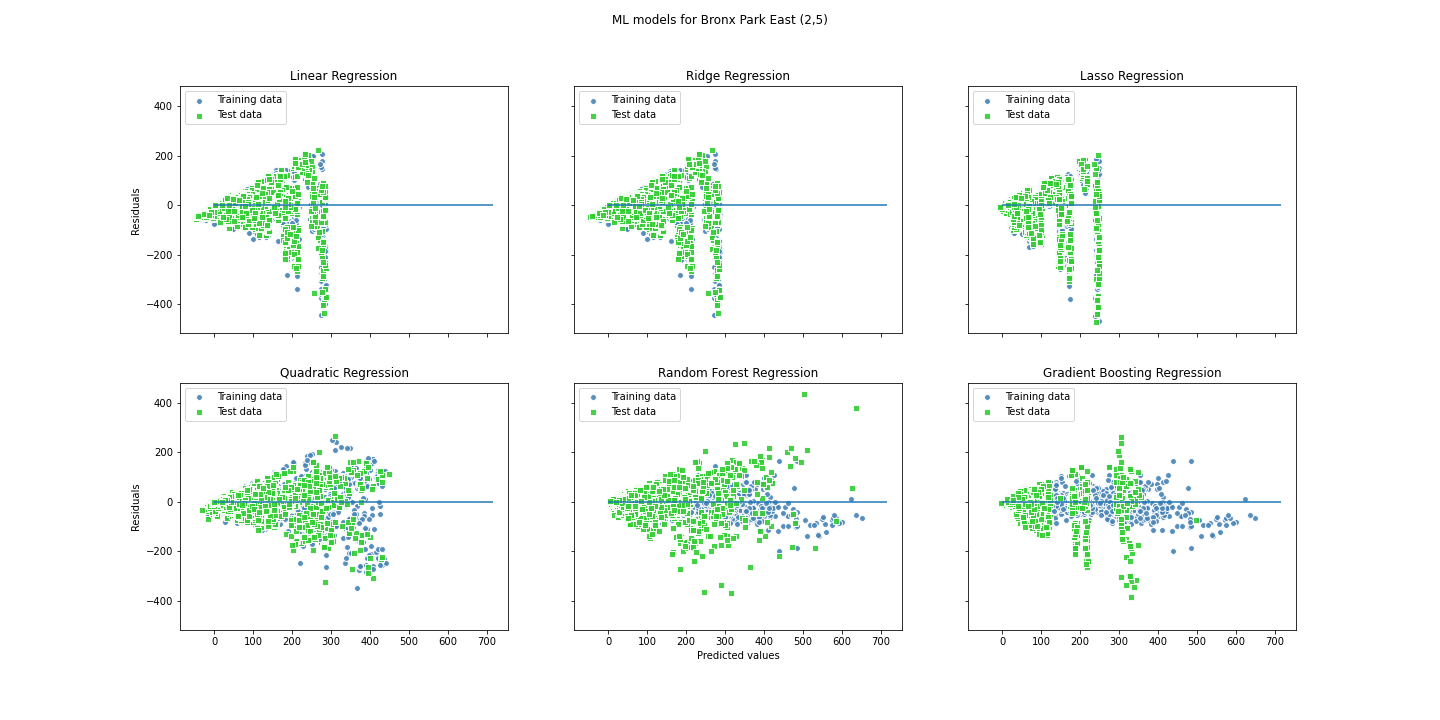 ML models for Bronx Park East (2,5)
Linear Regression
Ridge Regression
Lasso Regression
Training data
Test data
Training data
Test data
Training data
Test data
400
200
0
−200
−400
Residuals
Quadratic Regression
Random Forest Regression
Gradient Boosting Regression
Training data
Test data
Training data
Test data
Training data
Test data
400
200
0
−200
−400
Residuals
0 100 200 300 400 500 600 700
0 100 200 300 400 500 600 700
0 100 200 300 400 500 600 700
Predicted values